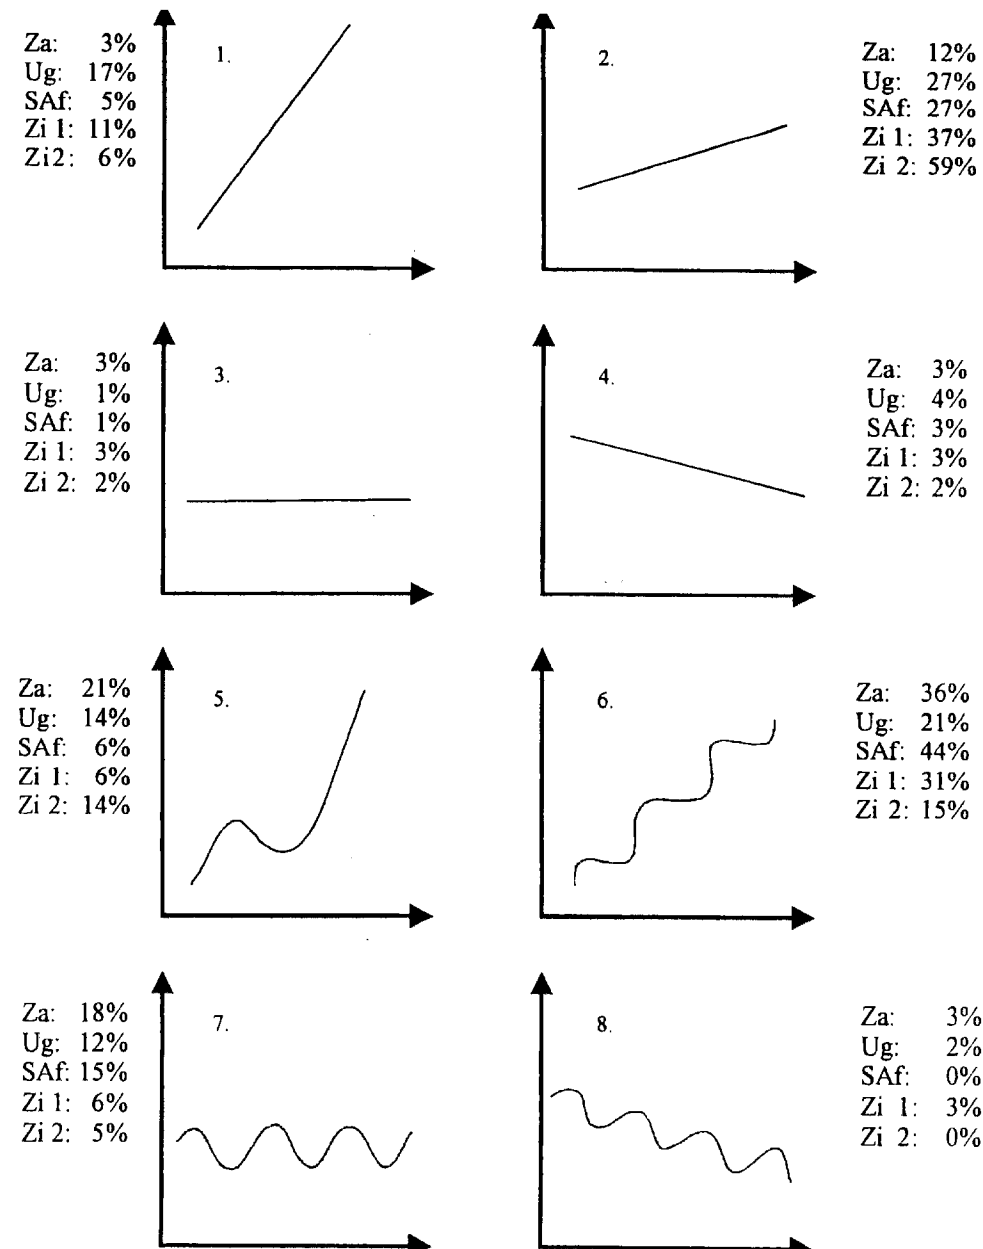 1.
Za: 3%
Ug: 17%
SAf: 5%
Zi 1: 11%
Zi2: 6%
2.
Za: 12%
Ug: 27%
SAf: 27%
Zi 1: 37%
Zi 2: 59%
3.
Za: 3%
Ug: 1%
SAf: 1%
Zi 1: 3%
Zi 2: 2%
4.
Za: 3%
Ug: 4%
SAf: 3%
Zi 1: 3%
Zi 2: 2%
5.
Za: 21%
Ug: 14%
SAf: 6%
Zi 1: 6%
Zi 2: 14%
6.
Za: 36%
Ug: 21%
SAf: 44%
Zi 1: 31%
Zi 2: 15%
7.
Za: 18%
Ug: 12%
SAf: 15%
Zi 1: 6%
Zi 2: 5%
8.
Za: 3%
Ug: 2%
SAf: 0%
Zi 1: 3%
Zi 2: 0%